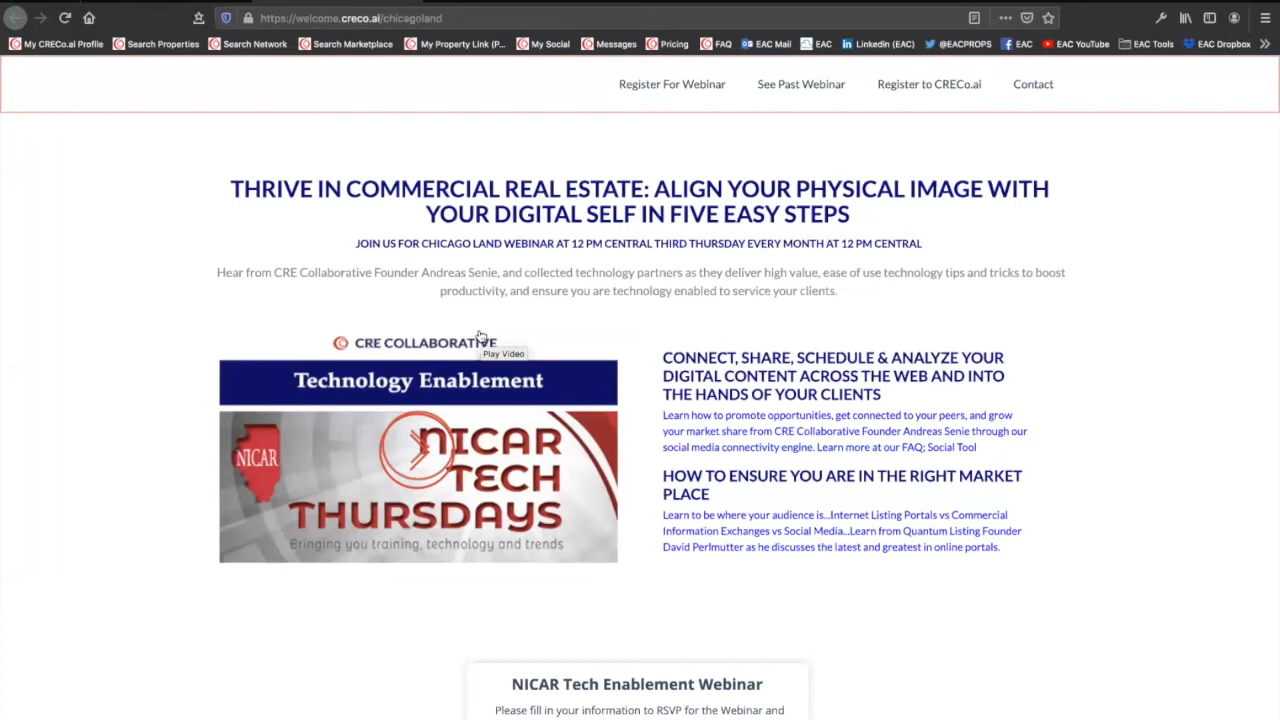 https://welcome.creco.ai/chicagoland
My CRECo.ai Profile
Search Properties
Search Network
Search Marketplace
My Property Link (P...
My Social
Messages
Pricing
FAQ
EAC Mail
EAC
Linkedin (EAC)
@EACPROPS
EAC
EAC YouTube
EAC Tools
EAC Dropbox
Register For Webinar
See Past Webinar
Register to CRECo.ai
Contact
THRIVE IN COMMERCIAL REAL ESTATE: ALIGN YOUR PHYSICAL IMAGE WITH
YOUR DIGITAL SELF IN FIVE EASY STEPS
JOIN US FOR CHICAGO LAND WEBINAR AT 12 PM CENTRAL THIRD THURSDAY EVERY MONTH AT 12 PM CENTRAL
Hear from CRE Collaborative Founder Andreas Senie, and collected technology partners as they deliver high value, ease of use technology tips and tricks to boost
productivity, and ensure you are technology enabled to service your clients.
CRE COLLABORATIVE
Play Video
Technology Enablement
NICAR
NICAR
TECH
THURSDAYS
Bringing you training, technology and trends
CONNECT, SHARE, SCHEDULE & ANALYZE YOUR
DIGITAL CONTENT ACROSS THE WEB AND INTO
THE HANDS OF YOUR CLIENTS
Learn how to promote opportunities, get connected to your peers, and grow
your market share from CRE Collaborative Founder Andreas Senie through our
social media connectivity engine. Learn more at our FAQ; Social Tool
HOW TO ENSURE YOU ARE IN THE RIGHT MARKET
PLACE
Learn to be where your audience is...Internet Listing Portals vs Commercial
Information Exchanges vs Social Media...Learn from Quantum Listing Founder
David Perlmutter as he discusses the latest and greatest in online portals.
NICAR Tech Enablement Webinar
Please fill in your information to RSVP for the Webinar and